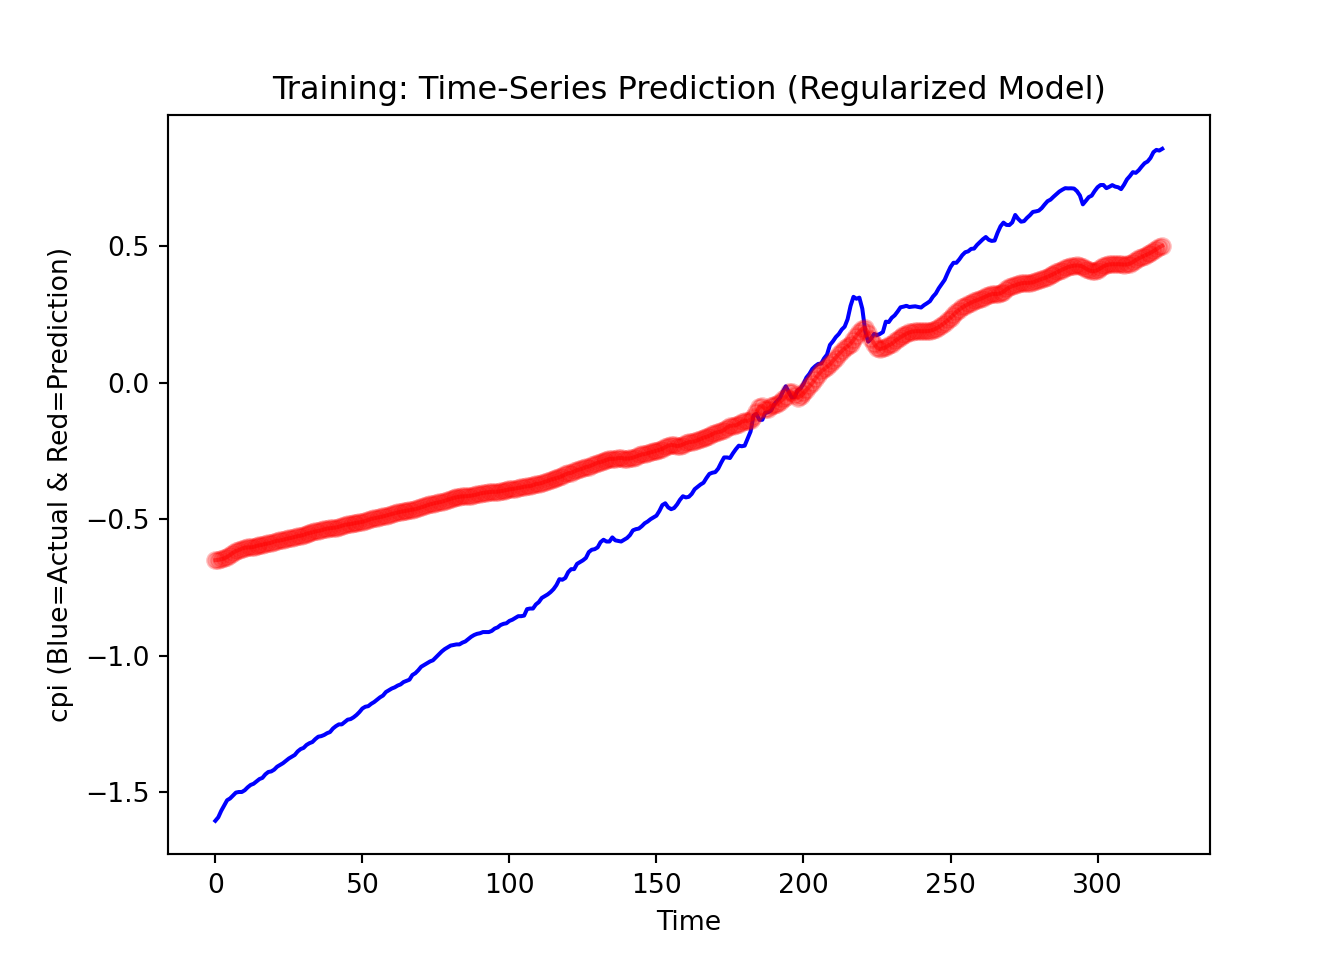 Training: Time-Series Prediction (Regularized Model)
cpi (Blue=Actual & Red=Prediction)
0.5
0.0
−0.5
−1.0
−1.5
0 50 100 150 200 250 300
Time